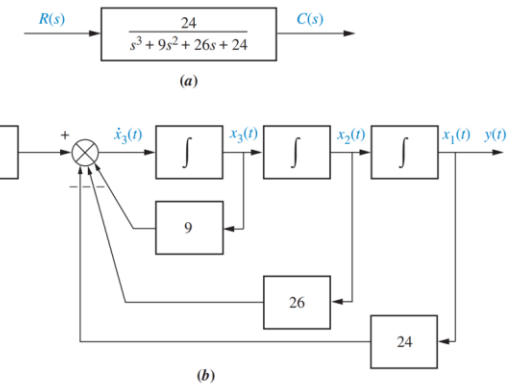 R(s)
24
C(s)
s³ + 9s² + 26s + 24
(a)
+
ẋ₃(t)
∫
x₃(t)
∫
x₂(t)
∫
x₁(t)
y(t)
− − −
9
26
24
(b)